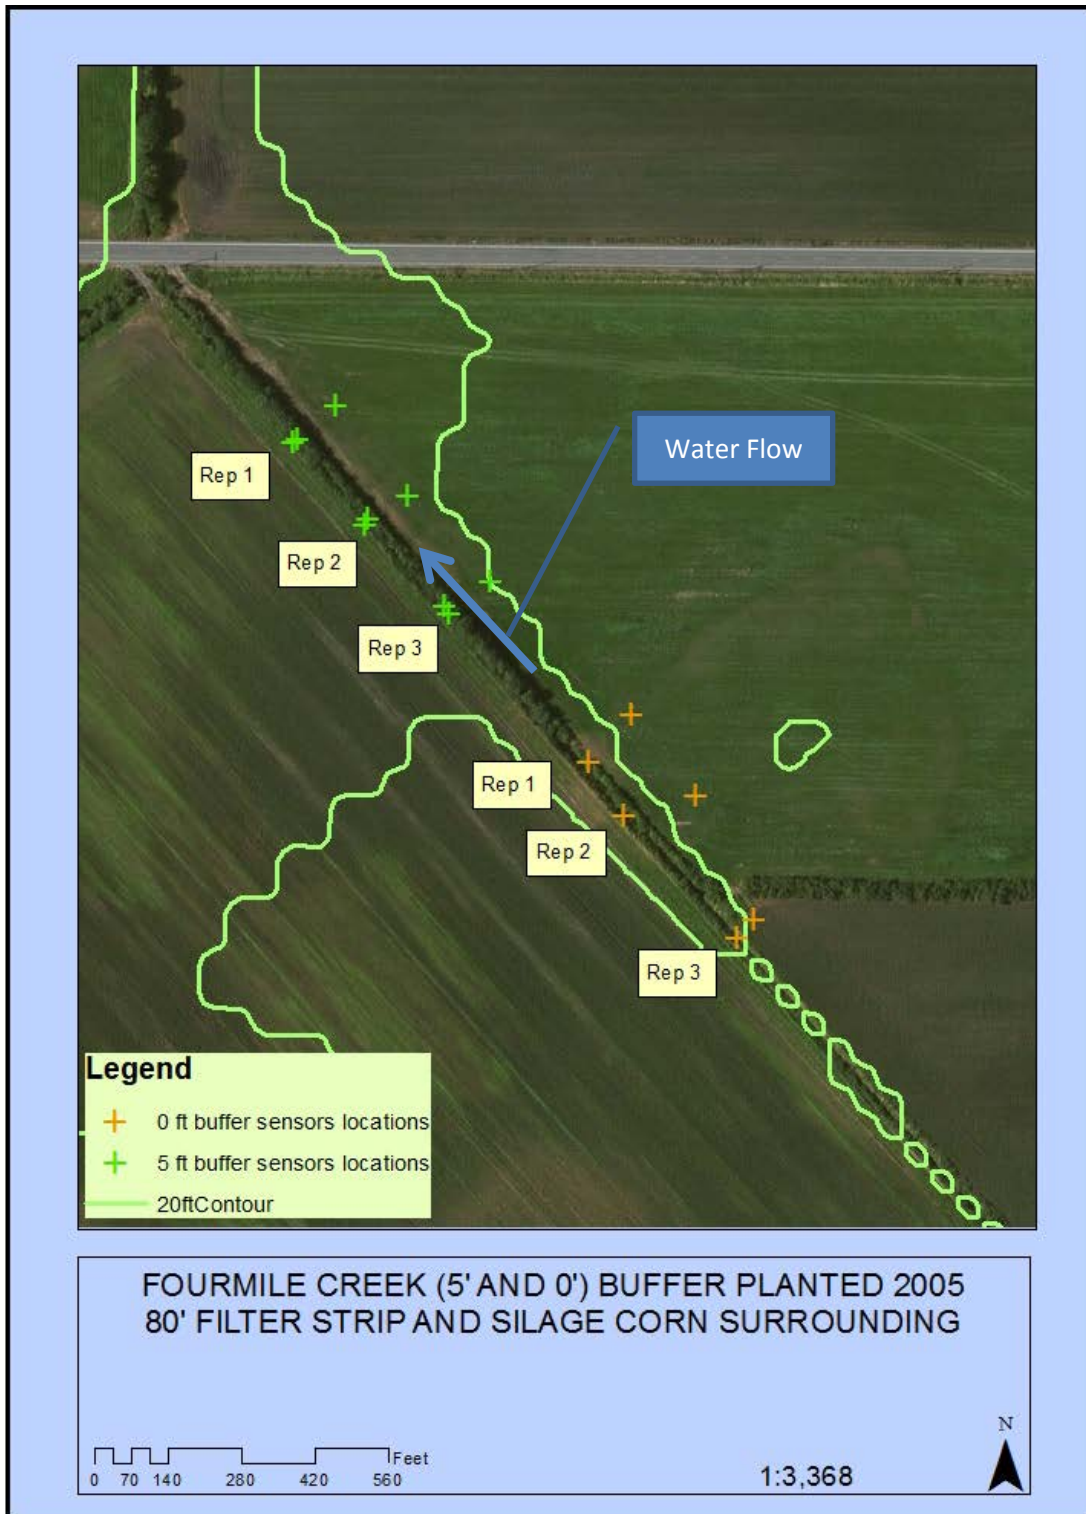 Water Flow
Rep 1
Rep 2
Rep 3
Rep 1
Rep 2
Rep 3
Legend
0 ft buffer sensors locations
5 ft buffer sensors locations
20ftContour
FOURMILE CREEK (5' AND 0') BUFFER PLANTED 2005
80' FILTER STRIP AND SILAGE CORN SURROUNDING
N
Feet
0 70 140 280 420 560
1:3,368